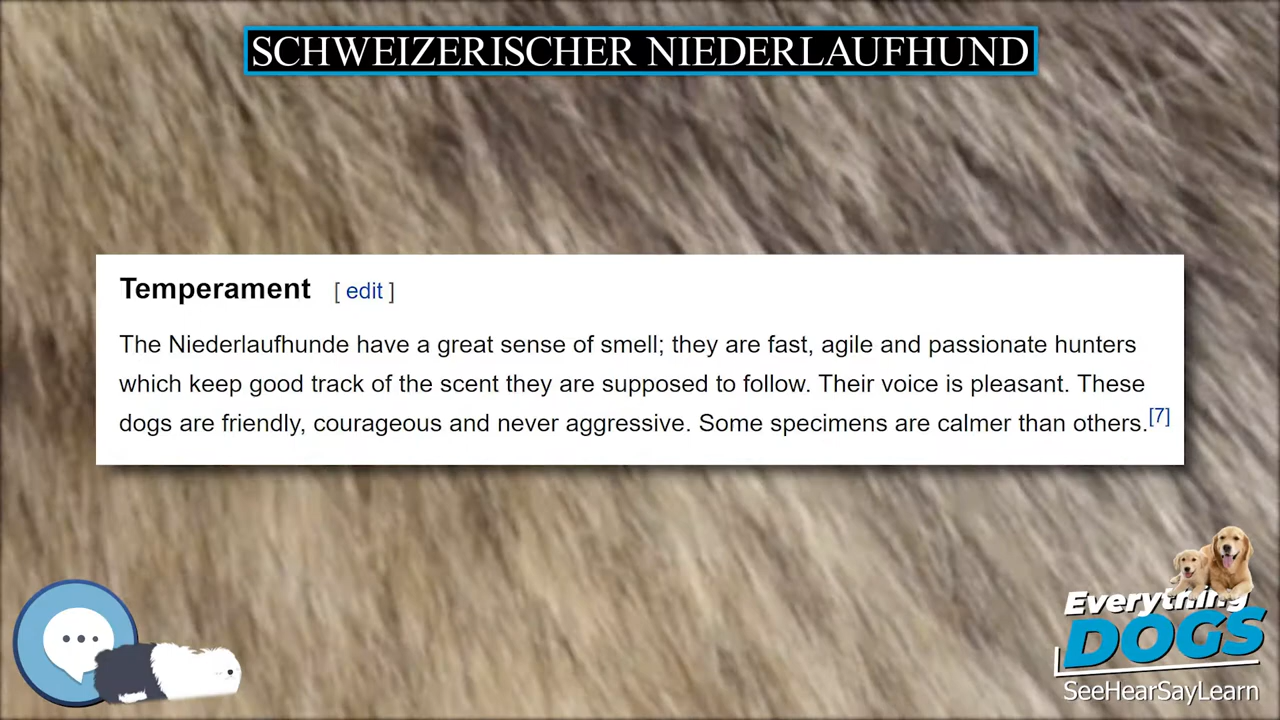 SCHWEIZERISCHER NIEDERLAUFHUND
Temperament [ edit ]
The Niederlaufhunde have a great sense of smell; they are fast, agile and passionate hunters
which keep good track of the scent they are supposed to follow. Their voice is pleasant. These
dogs are friendly, courageous and never aggressive. Some specimens are calmer than others.[7]
Everything
DOGS
SeeHearSayLearn